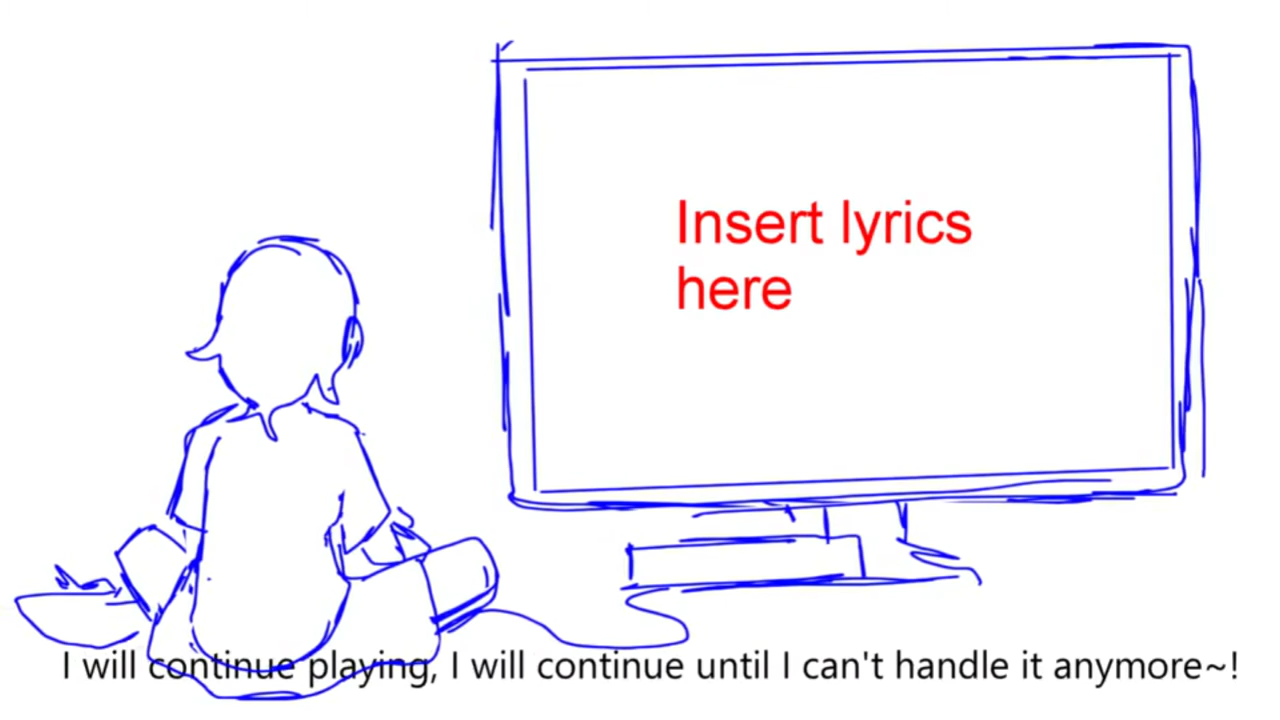 Insert lyrics
here
I will continue playing, I will continue until I can't handle it anymore~!